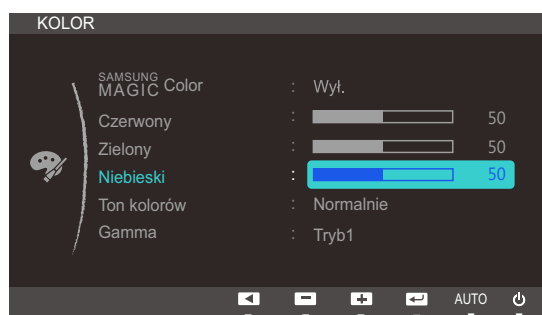 KOLOR
SAMSUNG MAGIC Color : Wył.
Czerwony : 50
Zielony : 50
Niebieski : 50
Ton kolorów : Normalnie
Gamma : Tryb1
AUTO